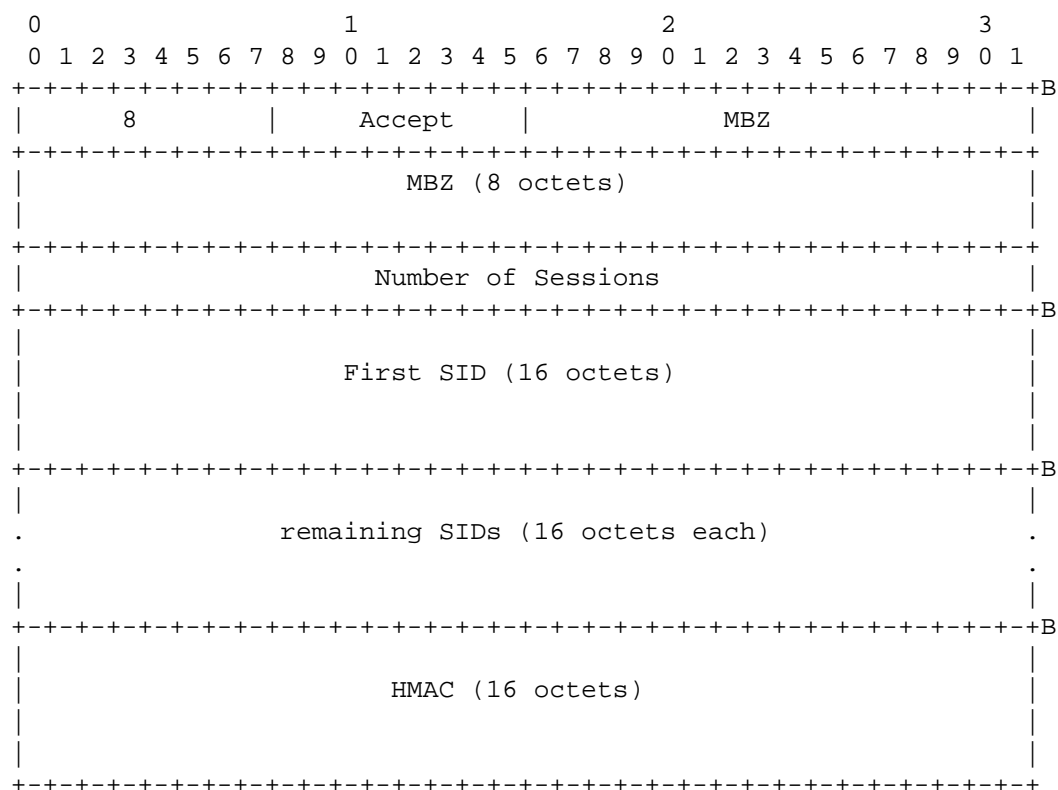 0                   1                   2                   3
0 1 2 3 4 5 6 7 8 9 0 1 2 3 4 5 6 7 8 9 0 1 2 3 4 5 6 7 8 9 0 1
+-+-+-+-+-+-+-+-+-+-+-+-+-+-+-+-+-+-+-+-+-+-+-+-+-+-+-+-+-+-+-+-+B
|      8        |     Accept    |            MBZ                |
+-+-+-+-+-+-+-+-+-+-+-+-+-+-+-+-+-+-+-+-+-+-+-+-+-+-+-+-+-+-+-+-+
|                        MBZ (8 octets)                         |
|                                                               |
+-+-+-+-+-+-+-+-+-+-+-+-+-+-+-+-+-+-+-+-+-+-+-+-+-+-+-+-+-+-+-+-+
|                      Number of Sessions                       |
+-+-+-+-+-+-+-+-+-+-+-+-+-+-+-+-+-+-+-+-+-+-+-+-+-+-+-+-+-+-+-+-+B
|                                                               |
|                    First SID (16 octets)                      |
|                                                               |
|                                                               |
+-+-+-+-+-+-+-+-+-+-+-+-+-+-+-+-+-+-+-+-+-+-+-+-+-+-+-+-+-+-+-+-+B
|                                                               |
.                remaining SIDs (16 octets each)                .
.                                                               .
|                                                               |
+-+-+-+-+-+-+-+-+-+-+-+-+-+-+-+-+-+-+-+-+-+-+-+-+-+-+-+-+-+-+-+-+B
|                                                               |
|                       HMAC (16 octets)                        |
|                                                               |
|                                                               |
+-+-+-+-+-+-+-+-+-+-+-+-+-+-+-+-+-+-+-+-+-+-+-+-+-+-+-+-+-+-+-+-+